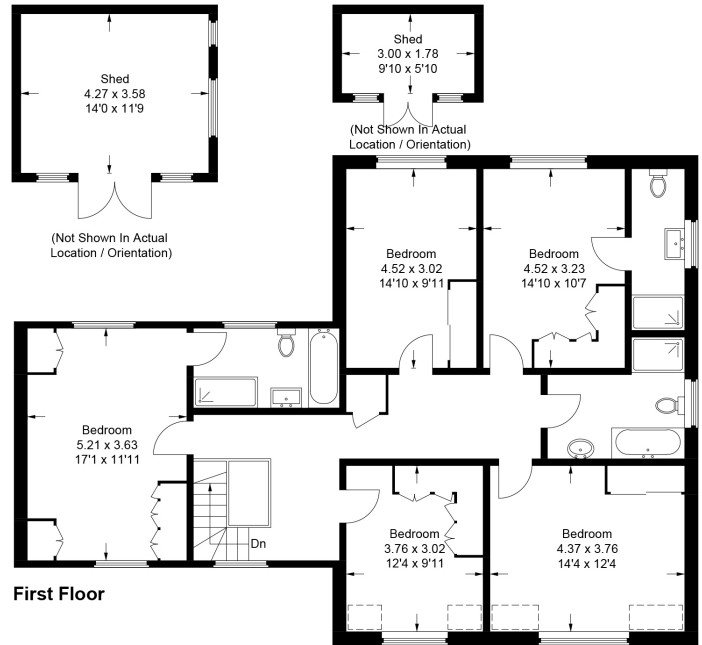 Shed
4.27 x 3.58
14'0 x 11'9
(Not Shown In Actual
Location / Orientation)
Shed
3.00 x 1.78
9'10 x 5'10
(Not Shown In Actual
Location / Orientation)
Bedroom
4.52 x 3.02
14'10 x 9'11
Bedroom
4.52 x 3.23
14'10 x 10'7
Bedroom
5.21 x 3.63
17'1 x 11'11
Dn
Bedroom
3.76 x 3.02
12'4 x 9'11
Bedroom
4.37 x 3.76
14'4 x 12'4
First Floor